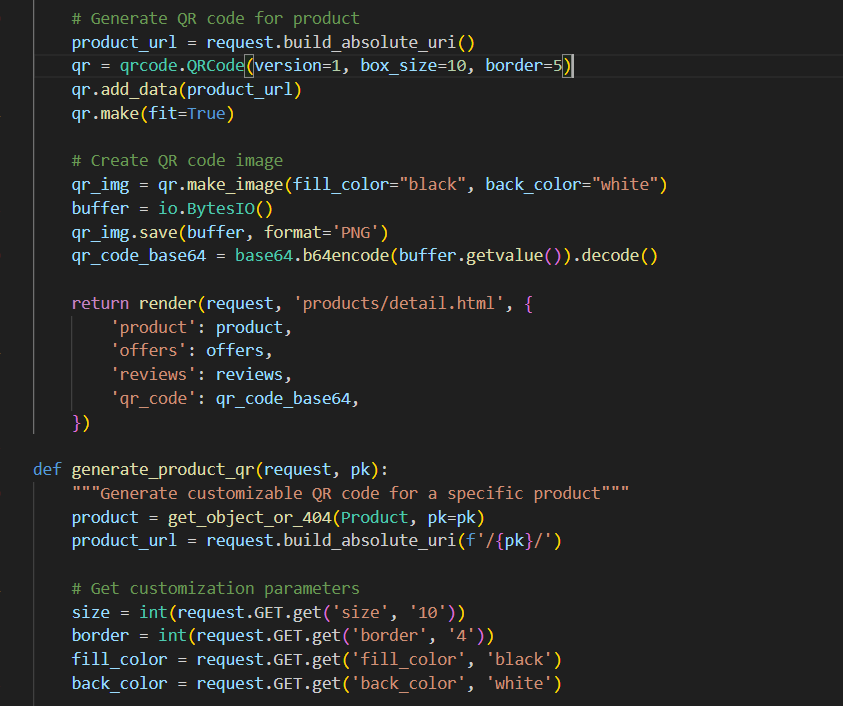 # Generate QR code for product
product_url = request.build_absolute_uri()
qr = qrcode.QRCode(version=1, box_size=10, border=5)
qr.add_data(product_url)
qr.make(fit=True)
# Create QR code image
qr_img = qr.make_image(fill_color="black", back_color="white")
buffer = io.BytesIO()
qr_img.save(buffer, format='PNG')
qr_code_base64 = base64.b64encode(buffer.getvalue()).decode()
return render(request, 'products/detail.html', {
'product': product,
'offers': offers,
'reviews': reviews,
'qr_code': qr_code_base64,
})
def generate_product_qr(request, pk):
"""Generate customizable QR code for a specific product"""
product = get_object_or_404(Product, pk=pk)
product_url = request.build_absolute_uri(f'/{pk}/')
# Get customization parameters
size = int(request.GET.get('size', '10'))
border = int(request.GET.get('border', '4'))
fill_color = request.GET.get('fill_color', 'black')
back_color = request.GET.get('back_color', 'white')